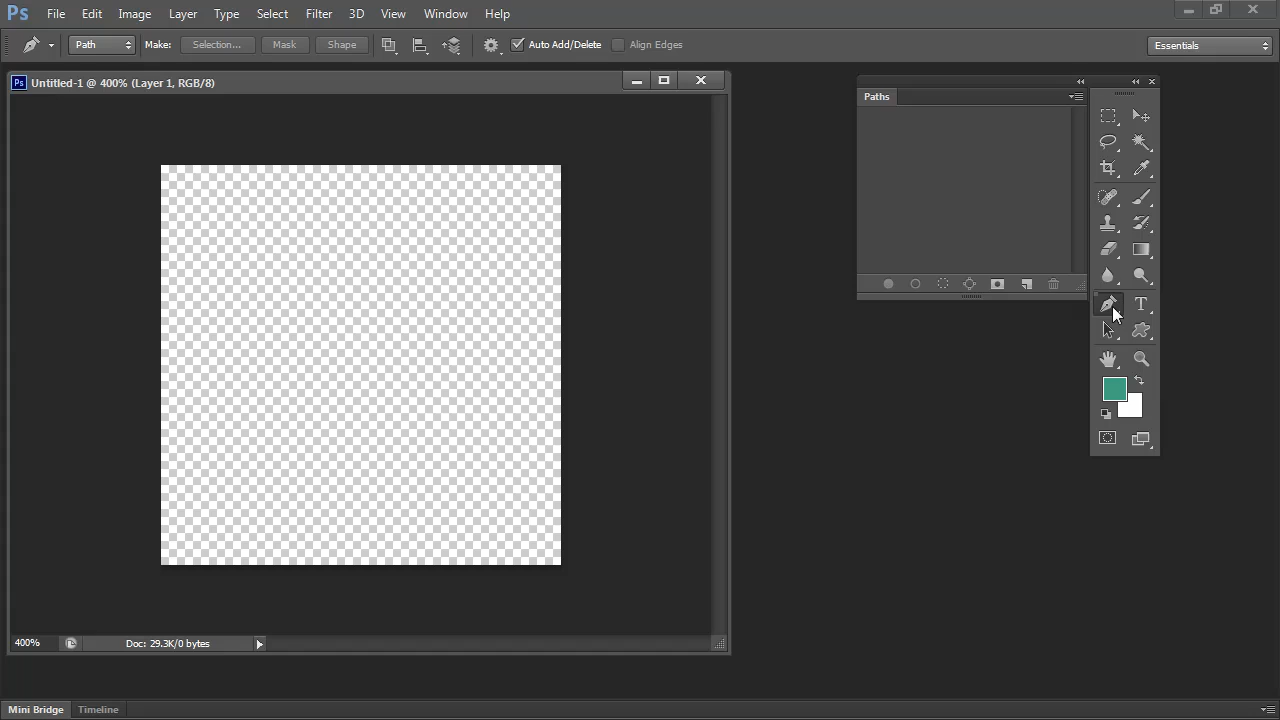 Ps File Edit Image Layer Type Select Filter 3D View Window Help
Path Make: Selection... Mask Shape Auto Add/Delete Align Edges Essentials
Ps Untitled-1 @ 400% (Layer 1, RGB/8)
Paths
T
400% Doc: 29.3K/0 bytes
Mini Bridge Timeline